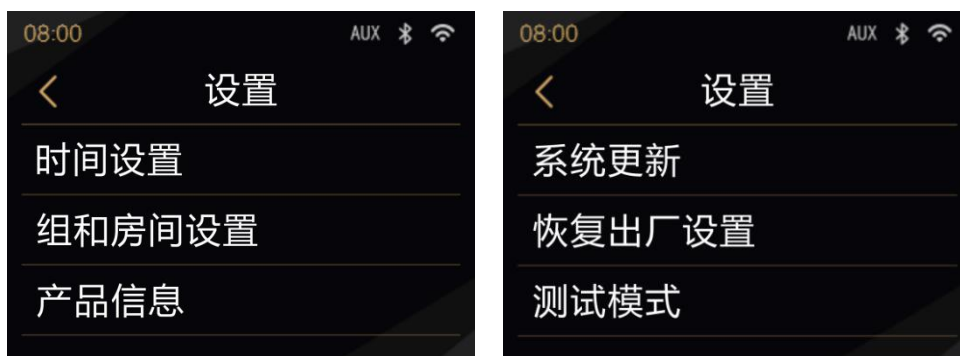 08:00 AUX
设置
时间设置
组和房间设置
产品信息
08:00 AUX
设置
系统更新
恢复出厂设置
测试模式